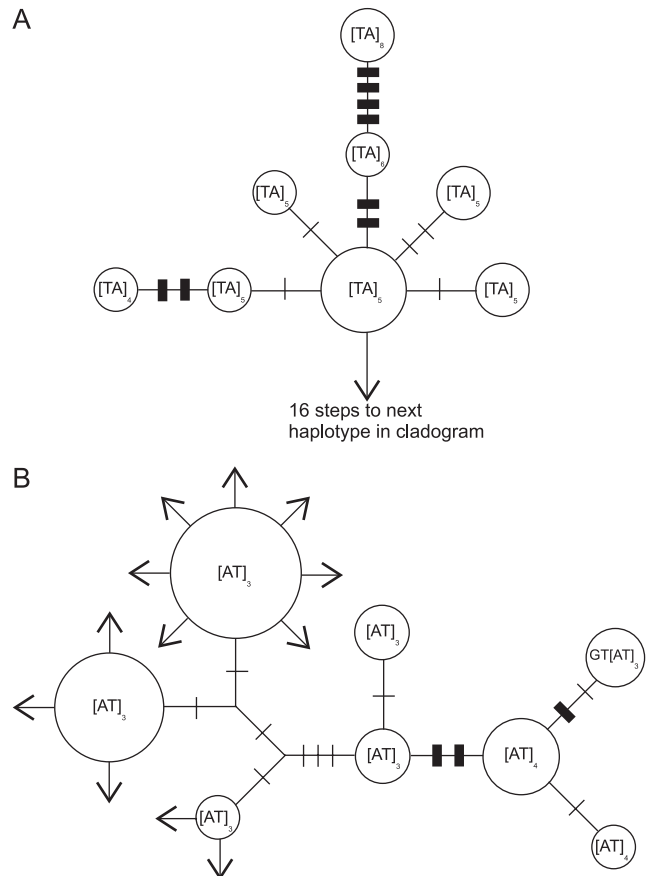 A
[TA]₈
[TA]₆
[TA]₅
[TA]₅
[TA]₄
[TA]₅
[TA]₅
[TA]₅
16 steps to next
haplotype in cladogram
B
[AT]₃
[AT]₃
[AT]₃
GT[AT]₃
[AT]₃
[AT]₄
[AT]₃
[AT]₄